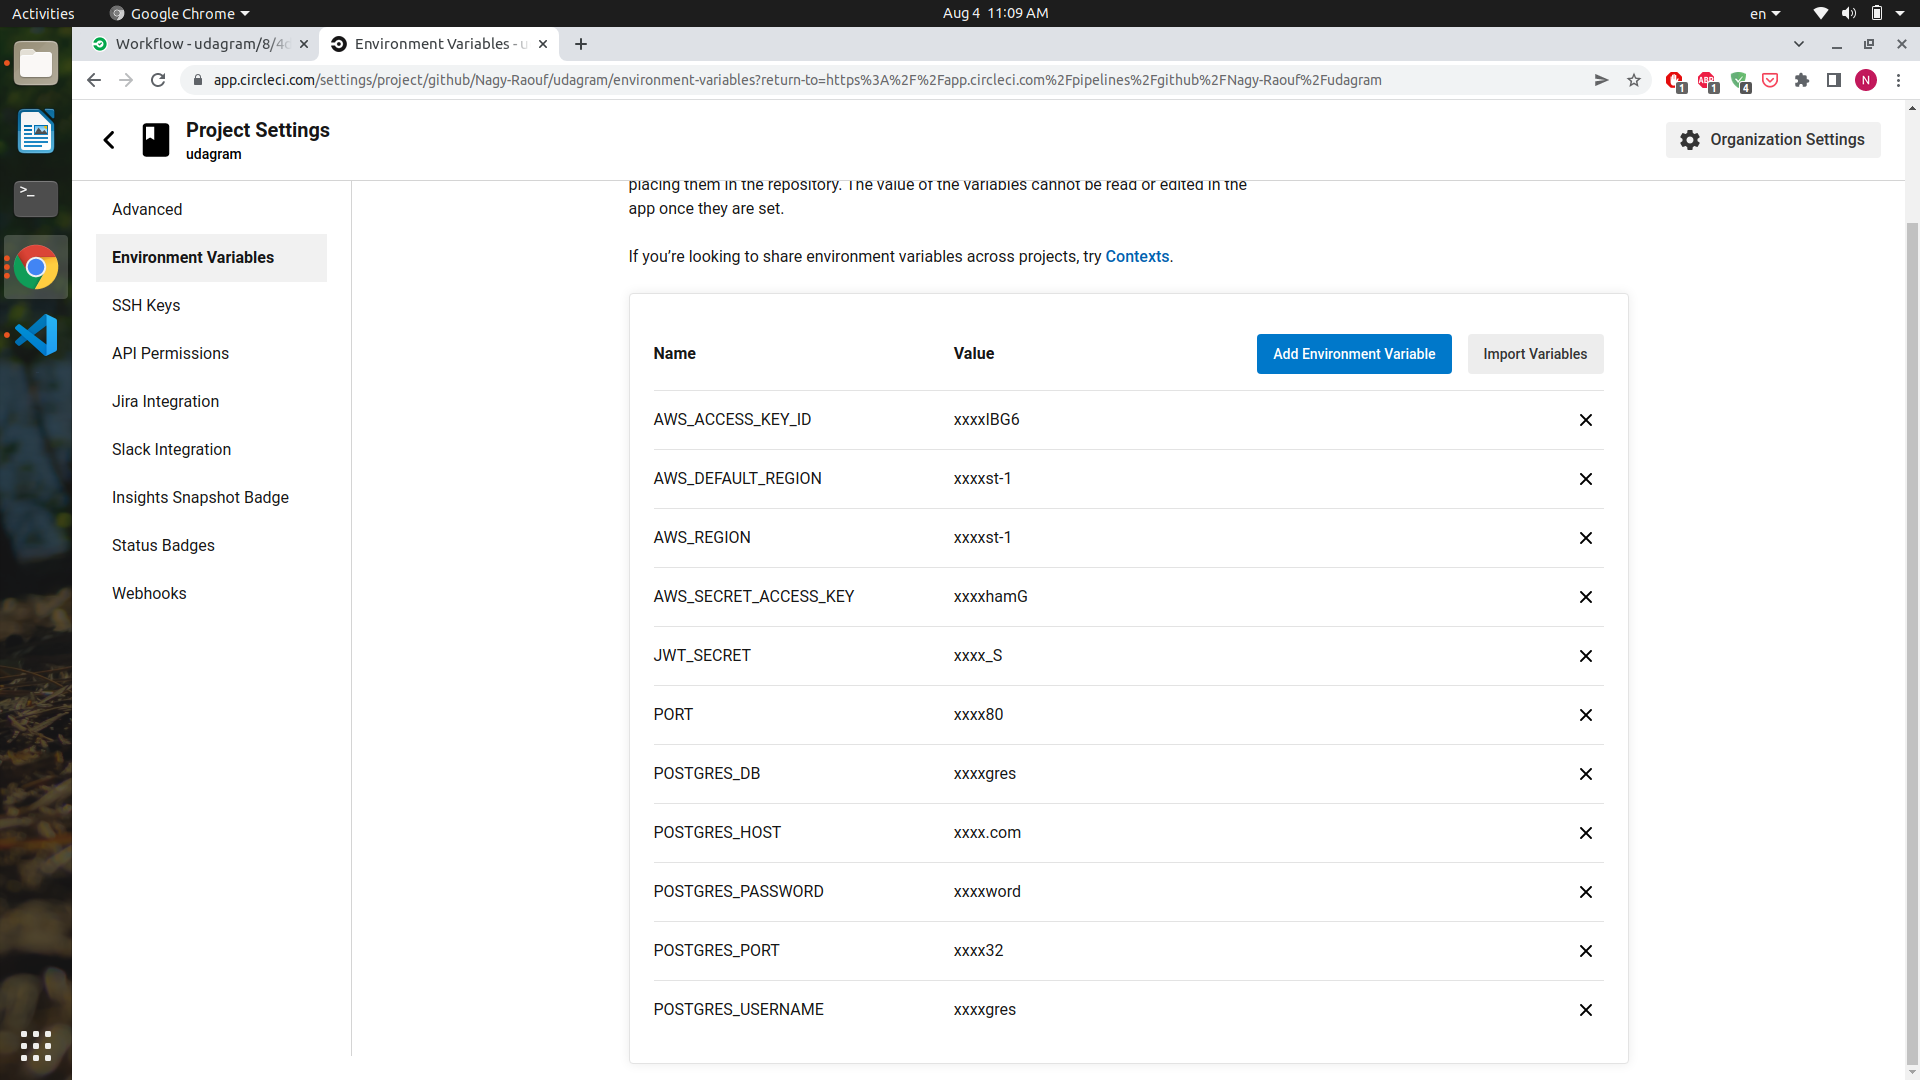 Activities
Google Chrome
Aug 4 11:09 AM
en
Workflow - udagram/8/4
Environment Variables - u
app.circleci.com/settings/project/github/Nagy-Raouf/udagram/environment-variables?return-to=https%3A%2F%2Fapp.circleci.com%2Fpipelines%2Fgithub%2FNagy-Raouf%2Fudagram
1
ABP
1
4
N
Project Settings
udagram
Organization Settings
Advanced
Environment Variables
SSH Keys
API Permissions
Jira Integration
Slack Integration
Insights Snapshot Badge
Status Badges
Webhooks
placing them in the repository. The value of the variables cannot be read or edited in the
app once they are set.
If you’re looking to share environment variables across projects, try Contexts.
Name Value Add Environment Variable Import Variables
AWS_ACCESS_KEY_ID xxxxIBG6
AWS_DEFAULT_REGION xxxxst-1
AWS_REGION xxxxst-1
AWS_SECRET_ACCESS_KEY xxxxhamG
JWT_SECRET xxxx_S
PORT xxxx80
POSTGRES_DB xxxxgres
POSTGRES_HOST xxxx.com
POSTGRES_PASSWORD xxxxword
POSTGRES_PORT xxxx32
POSTGRES_USERNAME xxxxgres